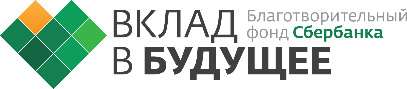 ВКЛАД
В БУДУЩЕЕ
Благотворительный
фонд Сбербанка